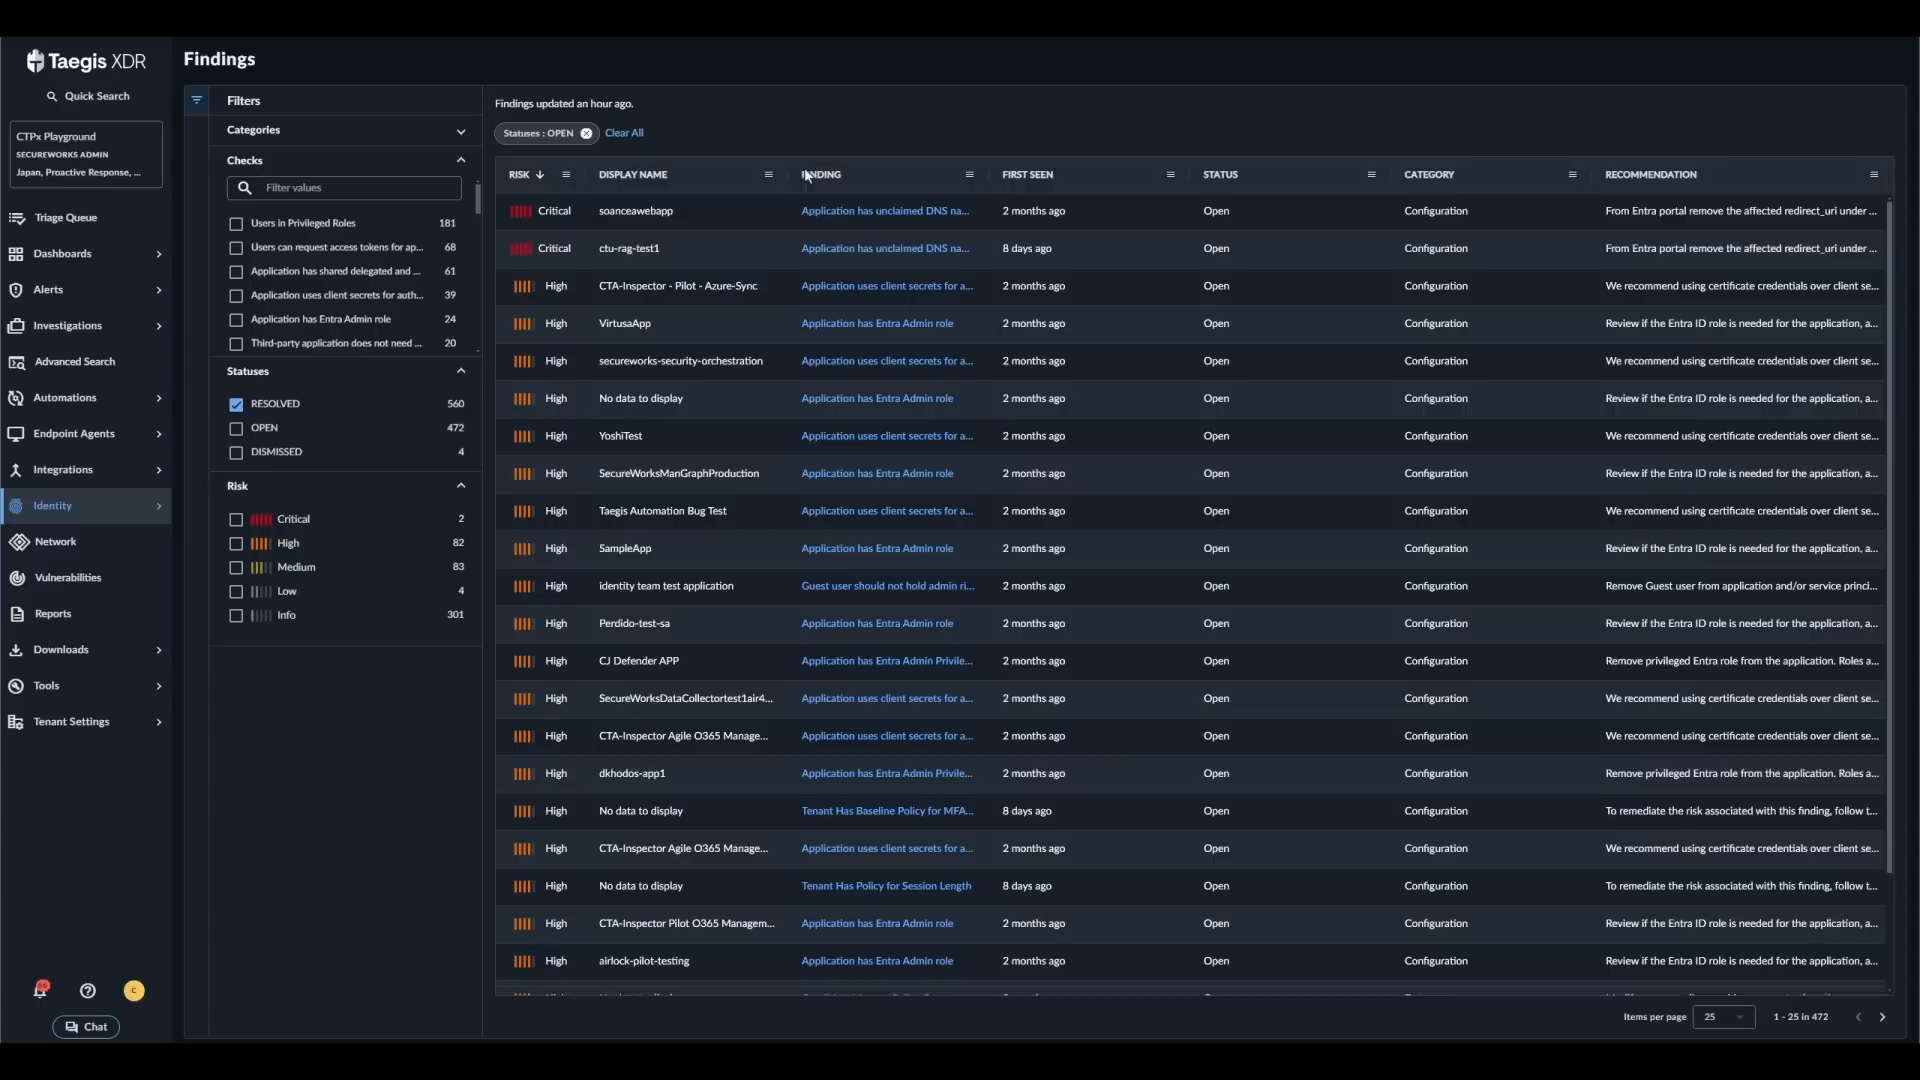 Taegis XDR
Quick Search
CTPx Playground
SECUREWORKS ADMIN
Japan, Proactive Response, ...
Triage Queue
Dashboards
Alerts
Investigations
Advanced Search
Automations
Endpoint Agents
Integrations
Identity
Network
Vulnerabilities
Reports
Downloads
Tools
Tenant Settings
C
Chat
Findings
Filters
Categories
Checks
Filter values
Users in Privileged Roles 181
Users can request access tokens for ap... 68
Application has shared delegated and ... 61
Application uses client secrets for auth... 39
Application has Entra Admin role 24
Third-party application does not need ... 20
Statuses
RESOLVED 560
OPEN 472
DISMISSED 4
Risk
Critical 2
High 82
Medium 83
Low 4
Info 301
Findings updated an hour ago.
Statuses : OPEN Clear All
RISK DISPLAY NAME NDING FIRST SEEN STATUS CATEGORY RECOMMENDATION
Critical soanceawebapp Application has unclaimed DNS na... 2 months ago Open Configuration From Entra portal remove the affected redirect_uri under ...
Critical ctu-rag-test1 Application has unclaimed DNS na... 8 days ago Open Configuration From Entra portal remove the affected redirect_uri under ...
High CTA-Inspector - Pilot - Azure-Sync Application uses client secrets for a... 2 months ago Open Configuration We recommend using certificate credentials over client se...
High VirtusaApp Application has Entra Admin role 2 months ago Open Configuration Review if the Entra ID role is needed for the application, a...
High secureworks-security-orchestration Application uses client secrets for a... 2 months ago Open Configuration We recommend using certificate credentials over client se...
High No data to display Application has Entra Admin role 2 months ago Open Configuration Review if the Entra ID role is needed for the application, a...
High YoshiTest Application uses client secrets for a... 2 months ago Open Configuration We recommend using certificate credentials over client se...
High SecureWorksManGraphProduction Application has Entra Admin role 2 months ago Open Configuration Review if the Entra ID role is needed for the application, a...
High Taegis Automation Bug Test Application uses client secrets for a... 2 months ago Open Configuration We recommend using certificate credentials over client se...
High SampleApp Application has Entra Admin role 2 months ago Open Configuration Review if the Entra ID role is needed for the application, a...
High identity team test application Guest user should not hold admin ri... 2 months ago Open Configuration Remove Guest user from application and/or service princi...
High Perdido-test-sa Application has Entra Admin role 2 months ago Open Configuration Review if the Entra ID role is needed for the application, a...
High CJ Defender APP Application has Entra Admin Privile... 2 months ago Open Configuration Remove privileged Entra role from the application. Roles a...
High SecureWorksDataCollectortest1air4... Application uses client secrets for a... 2 months ago Open Configuration We recommend using certificate credentials over client se...
High CTA-Inspector Agile O365 Manage... Application uses client secrets for a... 2 months ago Open Configuration We recommend using certificate credentials over client se...
High dkhodos-app1 Application has Entra Admin Privile... 2 months ago Open Configuration Remove privileged Entra role from the application. Roles a...
High No data to display Tenant Has Baseline Policy for MFA... 8 days ago Open Configuration To remediate the risk associated with this finding, follow t...
High CTA-Inspector Agile O365 Manage... Application uses client secrets for a... 2 months ago Open Configuration We recommend using certificate credentials over client se...
High No data to display Tenant Has Policy for Session Length 8 days ago Open Configuration To remediate the risk associated with this finding, follow t...
High CTA-Inspector Pilot O365 Managem... Application has Entra Admin role 2 months ago Open Configuration Review if the Entra ID role is needed for the application, a...
High airlock-pilot-testing Application has Entra Admin role 2 months ago Open Configuration Review if the Entra ID role is needed for the application, a...
Items per page 25 1 - 25 in 472